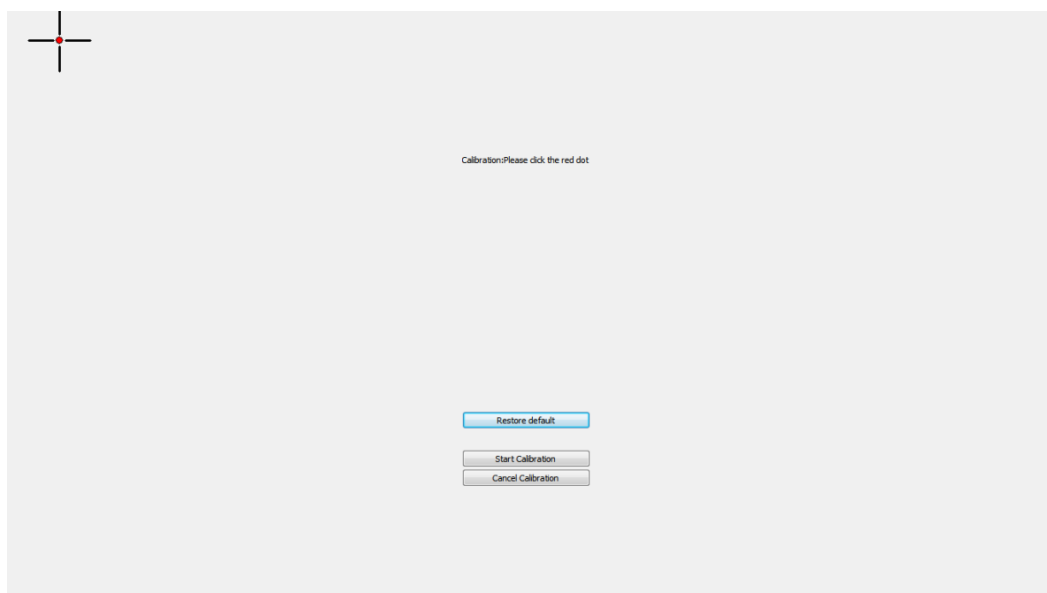 Calibration:Please click the red dot
Restore default
Start Calibration
Cancel Calibration